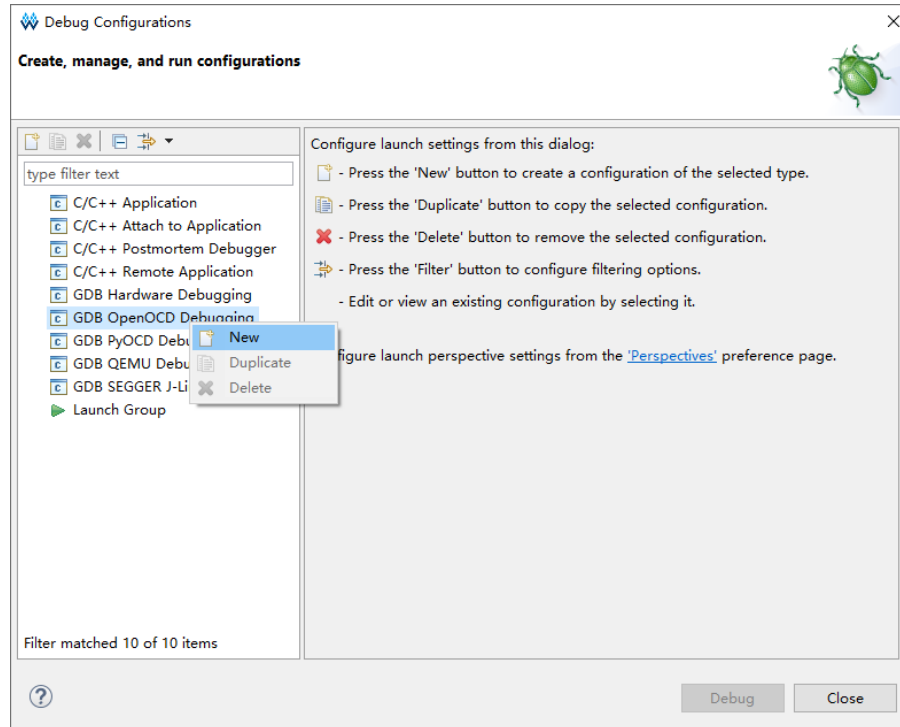 Debug Configurations
Create, manage, and run configurations
type filter text
C/C++ Application
C/C++ Attach to Application
C/C++ Postmortem Debugger
C/C++ Remote Application
GDB Hardware Debugging
GDB OpenOCD Debugging
GDB PyOCD Debu
GDB QEMU Debu
GDB SEGGER J-Li
Launch Group
New
Duplicate
Delete
Filter matched 10 of 10 items
Configure launch settings from this dialog:
- Press the 'New' button to create a configuration of the selected type.
- Press the 'Duplicate' button to copy the selected configuration.
- Press the 'Delete' button to remove the selected configuration.
- Press the 'Filter' button to configure filtering options.
- Edit or view an existing configuration by selecting it.
figure launch perspective settings from the 'Perspectives' preference page.
?
Debug
Close